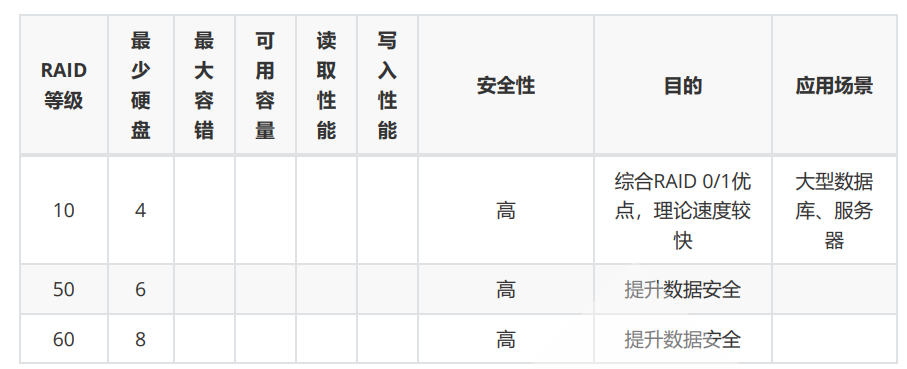 RAID等级 最少硬盘 最大容错 可用容量 读取性能 写入性能 安全性 目的 应用场景
10 4 高 综合RAID 0/1优点，理论速度较快 大型数据库、服务器
50 6 高 提升数据安全
60 8 高 提升数据安全